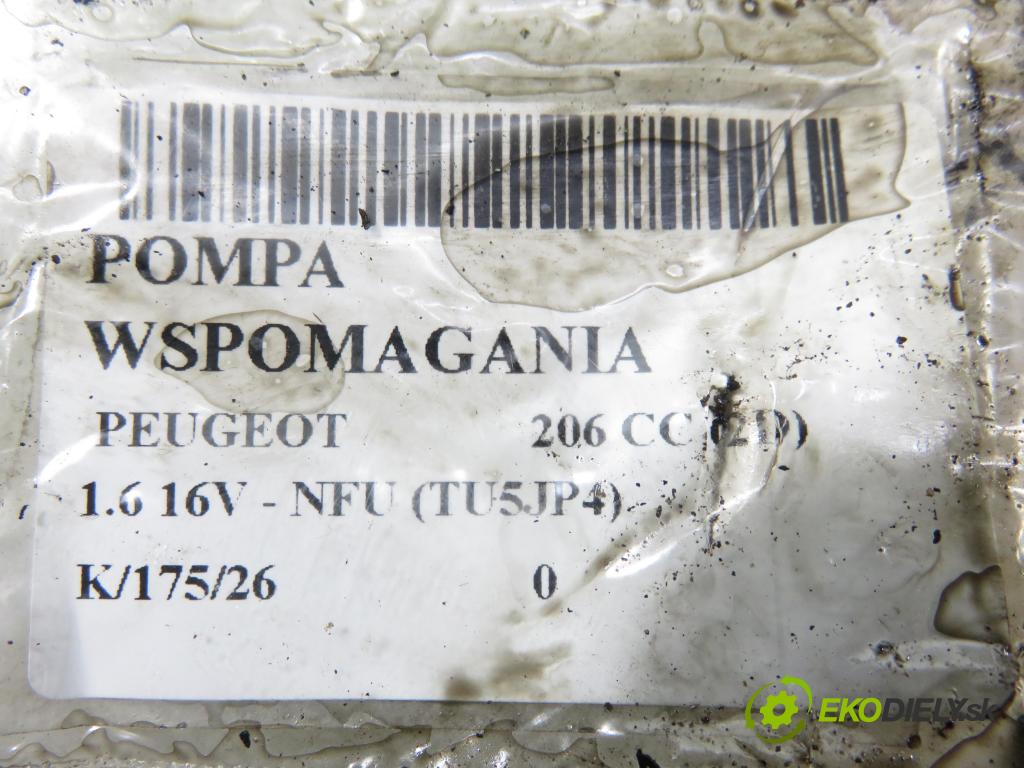 POMPA
WSPOMAGANIA
PEUGEOT 206 CC (2D)
1.6 16V - NFU (TU5JP4)
K/175/26 0
EKODIELY.sk